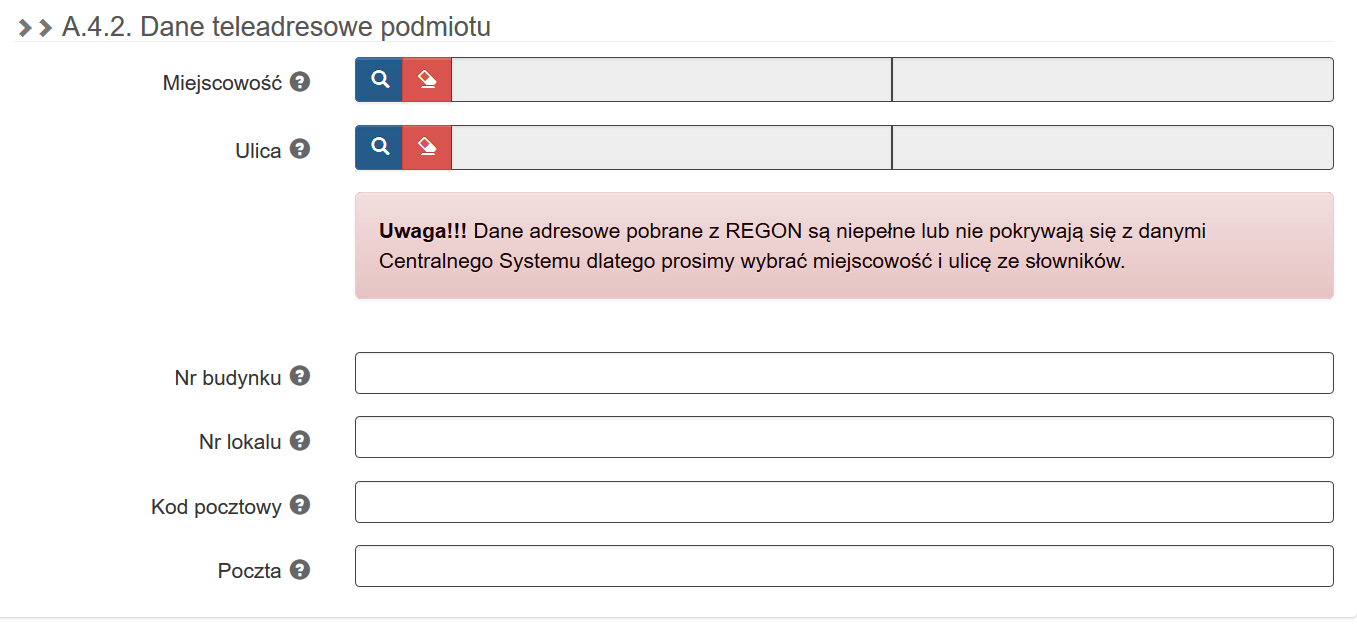 A.4.2. Dane teleadresowe podmiotu
Miejscowość
Ulica
Uwaga!!! Dane adresowe pobrane z REGON są niepełne lub nie pokrywają się z danymi
Centralnego Systemu dlatego prosimy wybrać miejscowość i ulicę ze słowników.
Nr budynku
Nr lokalu
Kod pocztowy
Poczta